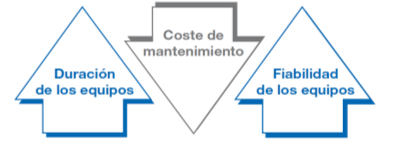 Duración
de los equipos
Coste de
mantenimiento
Fiabilidad
de los equipos